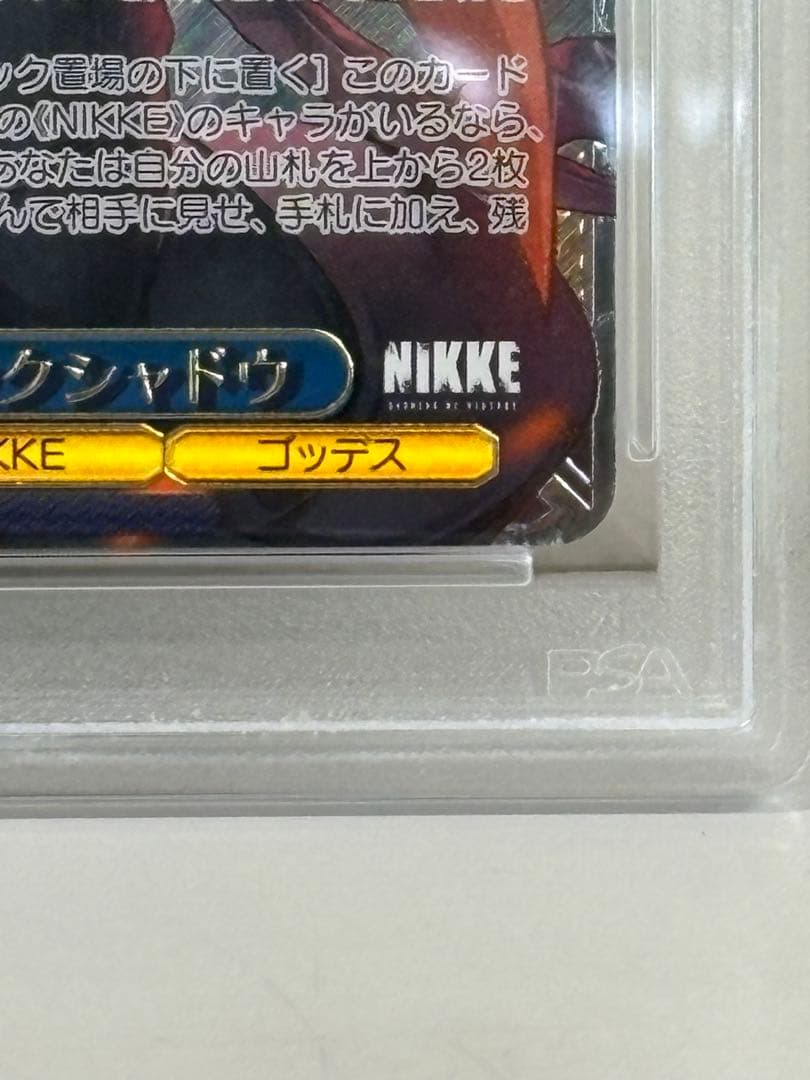 ック置場の下に置く］このカード
の《NIKKE》のキャラがいるなら、
あなたは自分の山札を上から2枚
んで相手に見せ、手札に加え、残
クシャドウ
NIKKE
KKE
ゴッデス
PSA